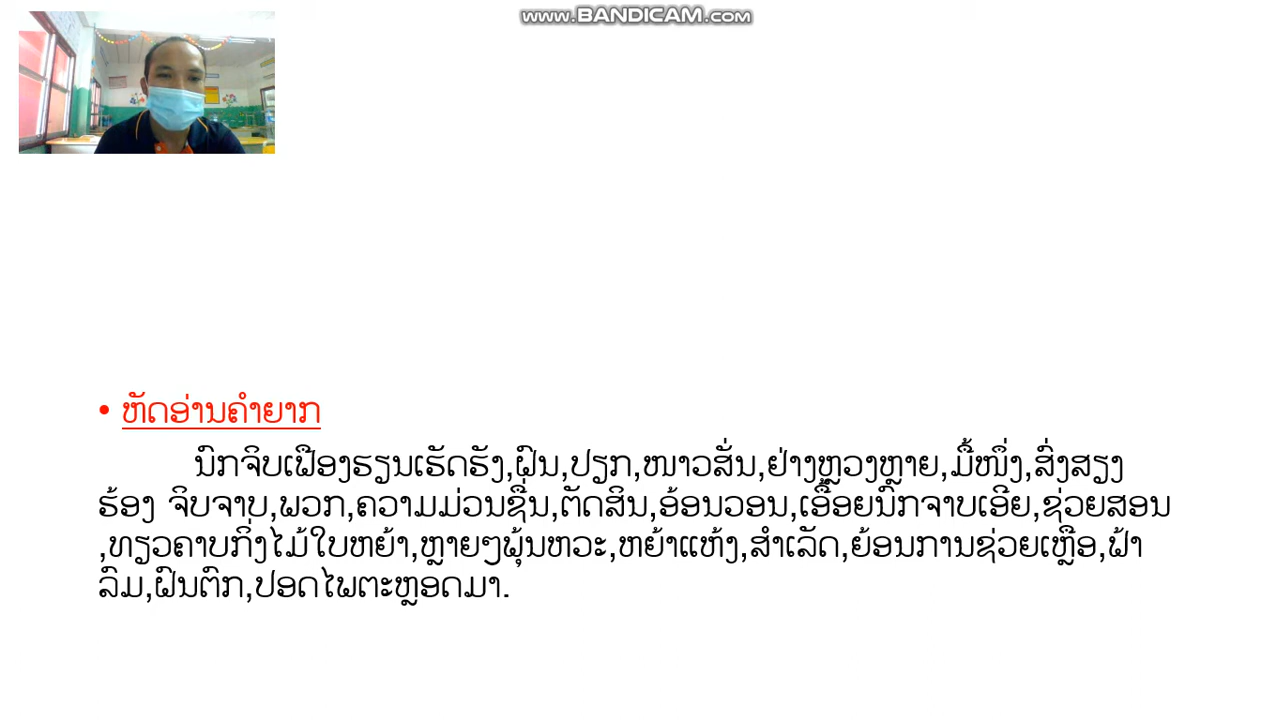 www.BANDICAM.com
• ຫັດອ່ານຄຳຍາກ
ນົກຈິບເຟືອງຮຽນເຮັດຮັງ,ຝົນ,ປຽກ,ໜາວສັ່ນ,ຢ່າງຫຼວງຫຼາຍ,ມື້ໜຶ່ງ,ສົ່ງສຽງ
ຮ້ອງ ຈິບຈາບ,ພວກ,ຄວາມມ່ວນຊື່ນ,ຕັດສິນ,ອ້ອນວອນ,ເອື້ອຍນົກຈາບເອີຍ,ຊ່ວຍສອນ
,ທຽວຄາບກິ່ງໄມ້ໃບຫຍ້າ,ຫຼາຍໆພຸ້ນຫວະ,ຫຍ້າແຫ້ງ,ສຳເລັດ,ຍ້ອນການຊ່ວຍເຫຼືອ,ຟ້າ
ລົມ,ຝົນຕົກ,ປອດໄພຕະຫຼອດມາ.